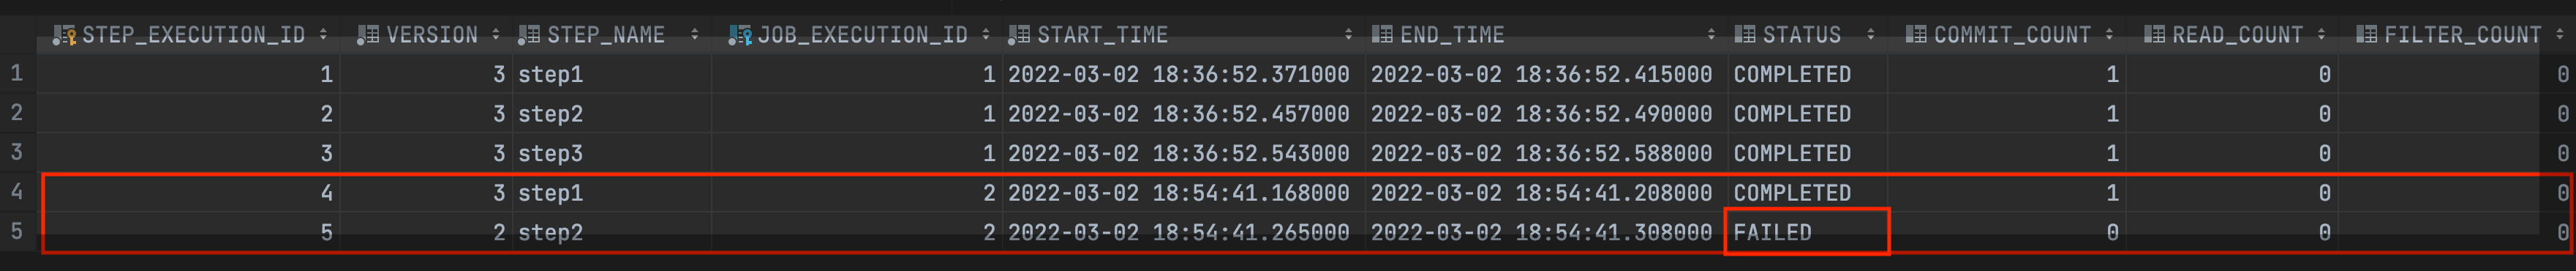 STEP_EXECUTION_ID VERSION STEP_NAME JOB_EXECUTION_ID START_TIME END_TIME STATUS COMMIT_COUNT READ_COUNT FILTER_COUNT
1 1 3 step1 1 2022-03-02 18:36:52.371000 2022-03-02 18:36:52.415000 COMPLETED 1 0 0
2 2 3 step2 1 2022-03-02 18:36:52.457000 2022-03-02 18:36:52.490000 COMPLETED 1 0 0
3 3 3 step3 1 2022-03-02 18:36:52.543000 2022-03-02 18:36:52.588000 COMPLETED 1 0 0
4 4 3 step1 2 2022-03-02 18:54:41.168000 2022-03-02 18:54:41.208000 COMPLETED 1 0 0
5 5 2 step2 2 2022-03-02 18:54:41.265000 2022-03-02 18:54:41.308000 FAILED 0 0 0